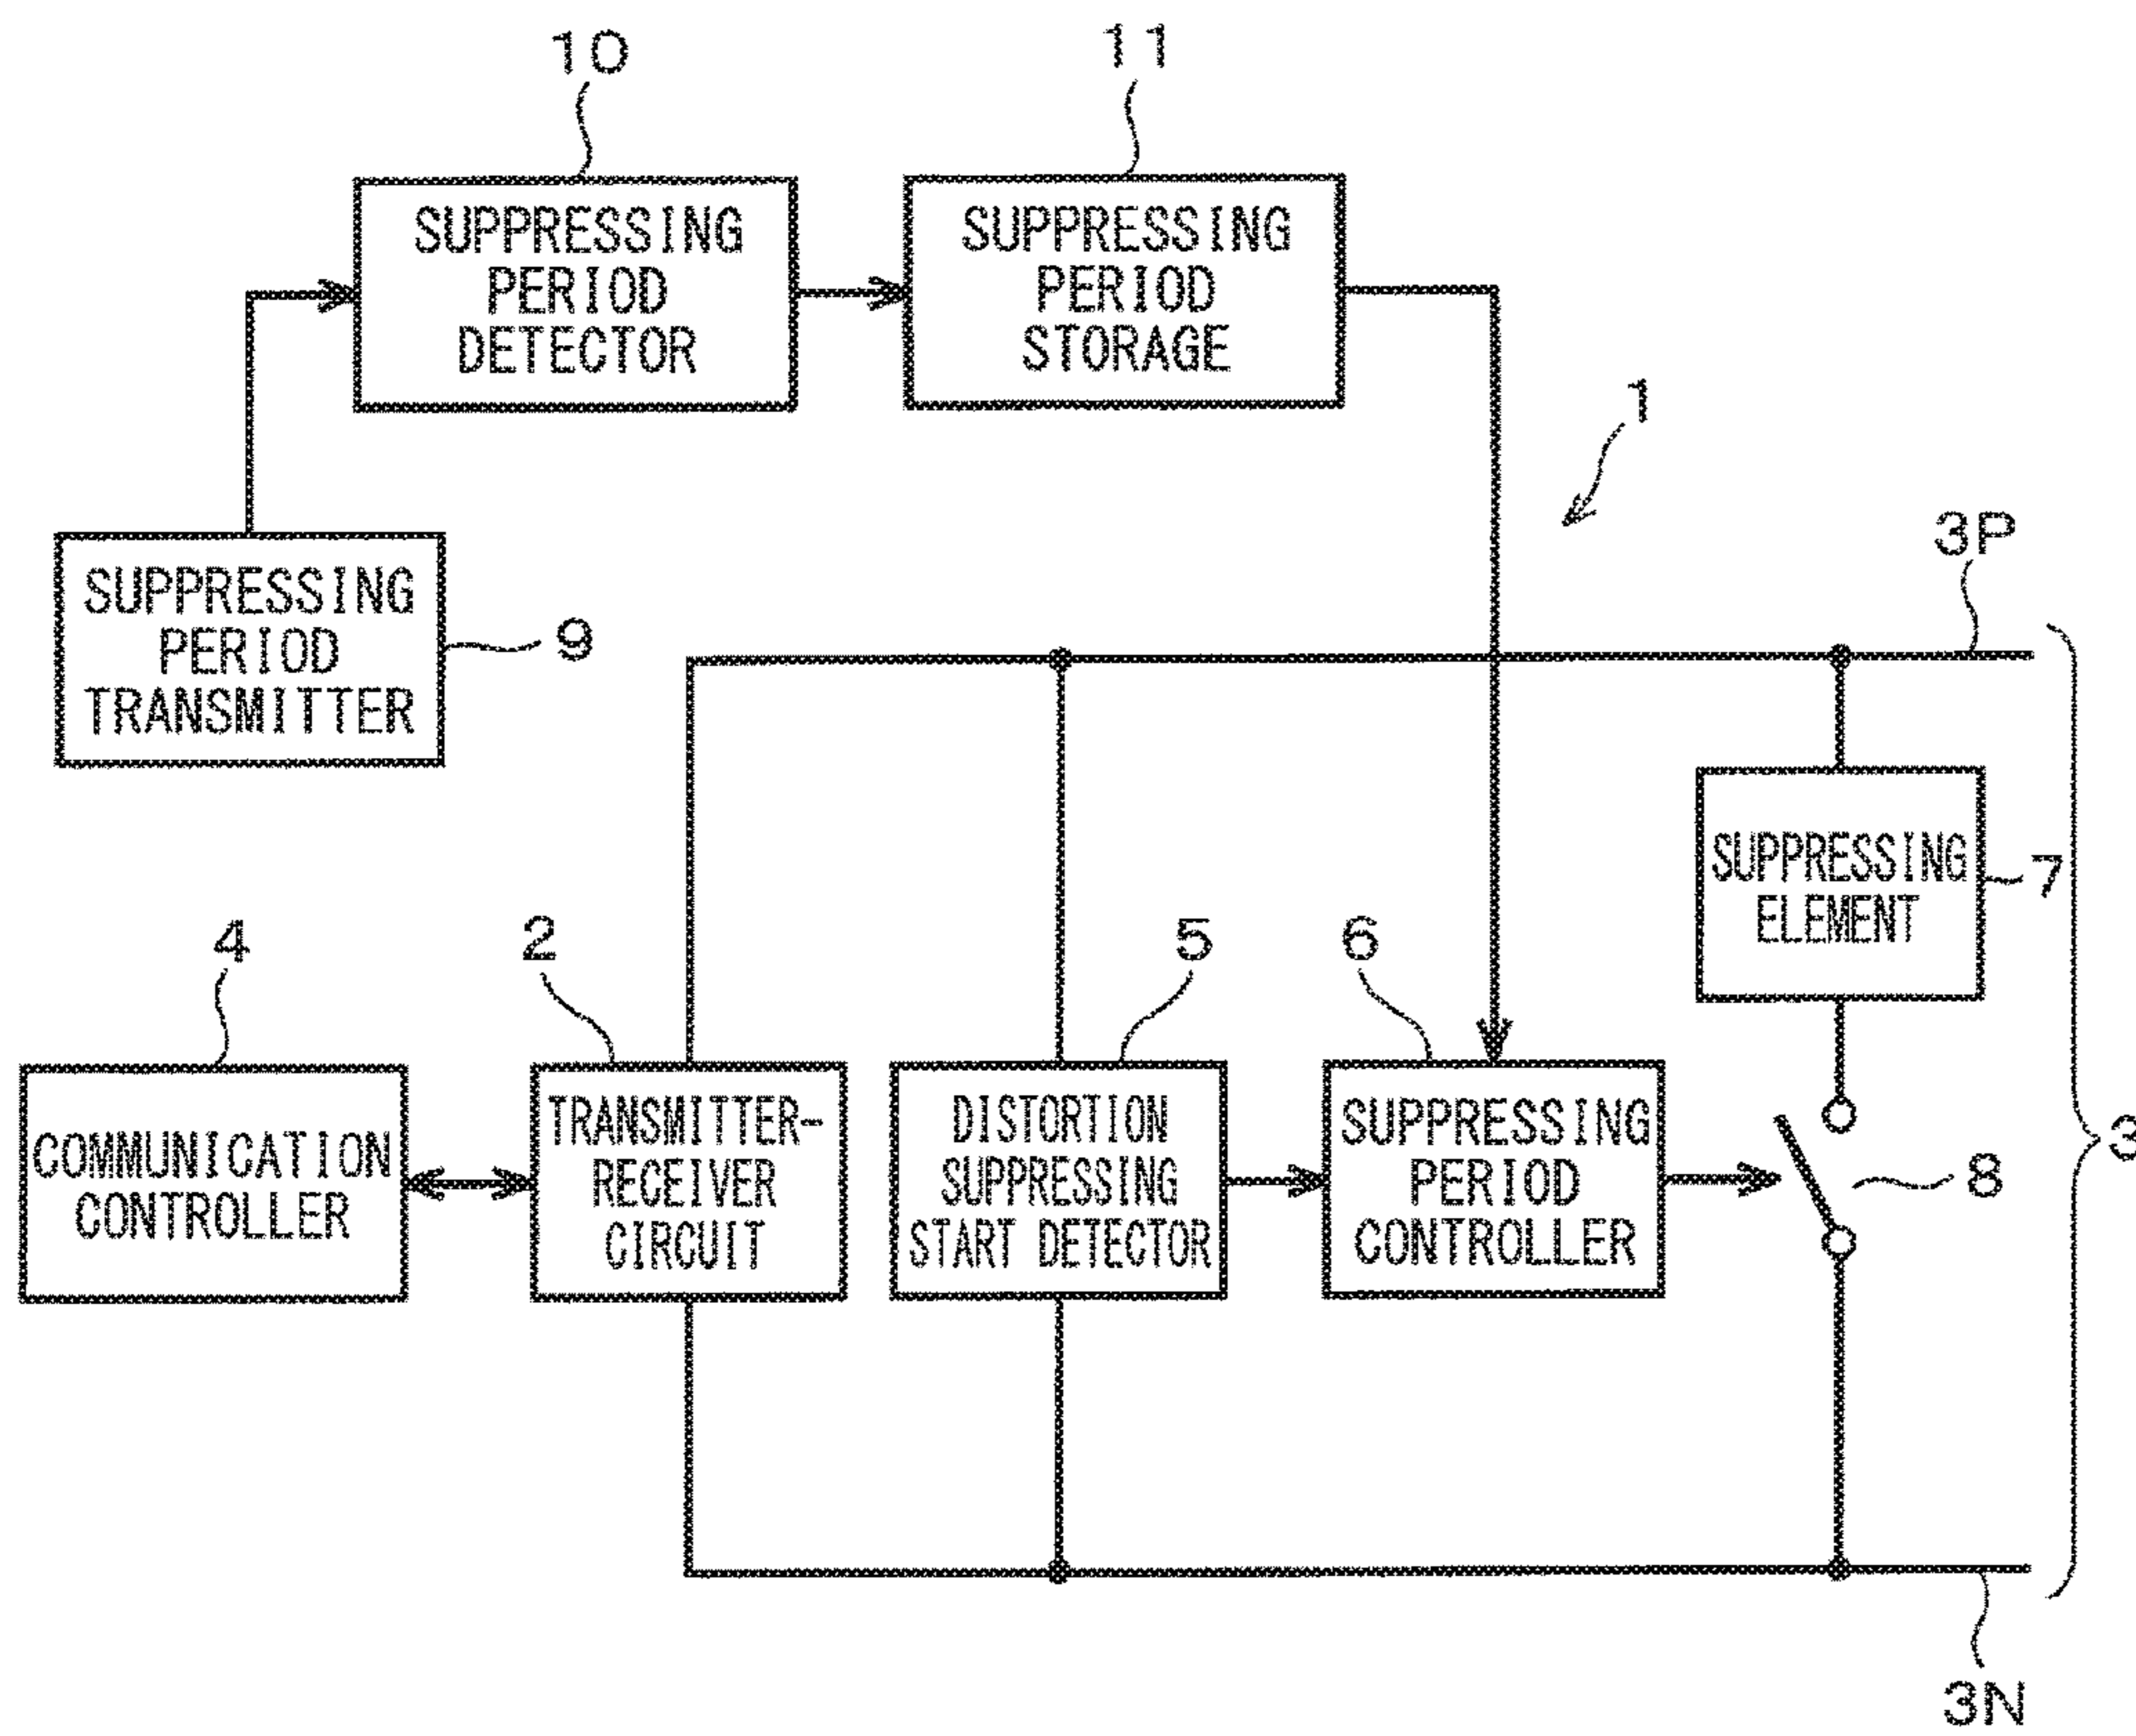 10
11
SUPPRESSING
PERIOD
DETECTOR
SUPPRESSING
PERIOD
STORAGE
1
3P
SUPPRESSING
PERIOD
TRANSMITTER
9
SUPPRESSING
ELEMENT
7
4
2
5
6
COMMUNICATION
CONTROLLER
TRANSMITTER-
RECEIVER
CIRCUIT
DISTORTION
SUPPRESSING
START DETECTOR
SUPPRESSING
PERIOD
CONTROLLER
8
3
3N